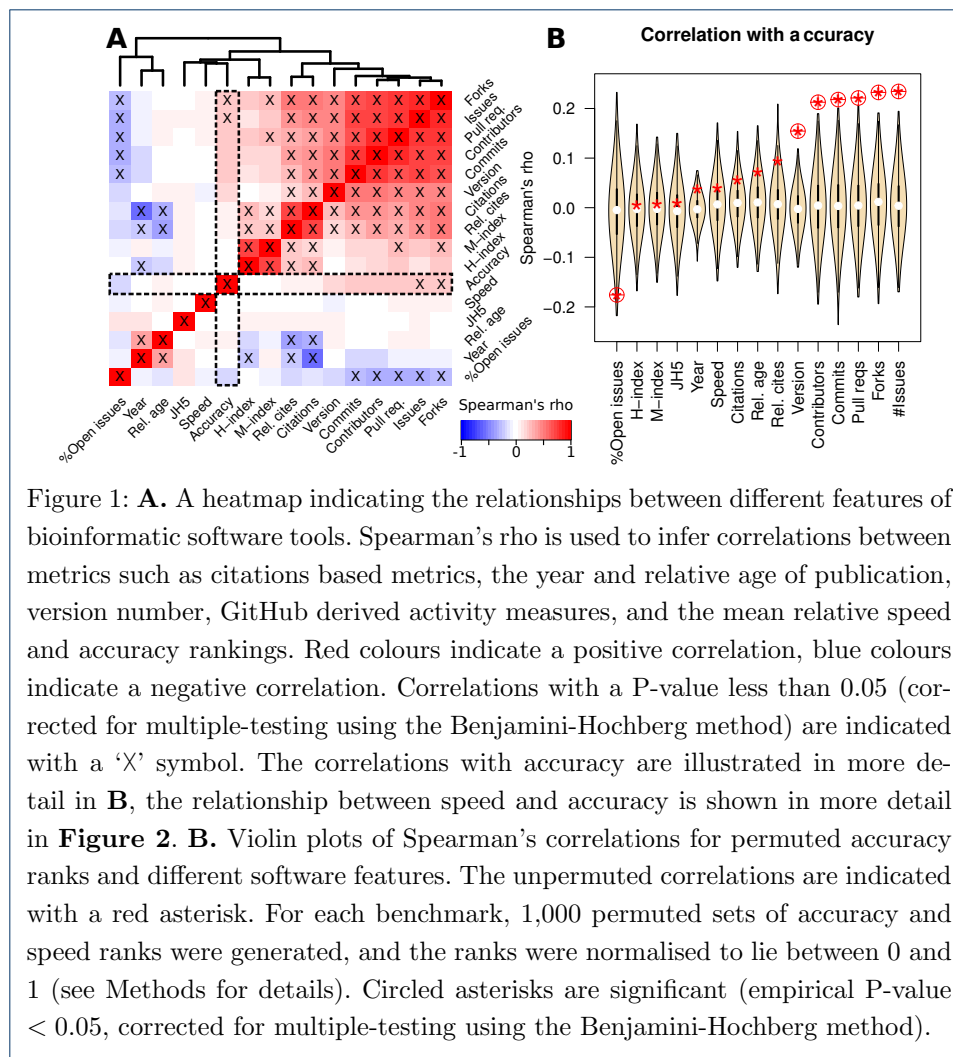 A
Forks
Issues
Pull req.
Contributors
Commits
Version
Citations
Rel. cites
M-index
H-index
Accuracy
Speed
JH5
Rel. age
Year
%Open issues
X X X X X X X X X X
X X X X X X X X X
X X X X X X X X
X X X X X X X X
X X X X X X X X
X X X X X X X X
X X X X X X X X X X X
X X X X X X X X X X X
X X X X X X
X X X X X
X X X
X
X
X X X X
X X X X X
X X X X X X
%Open issues
Year
Rel. age
JH5
Speed
Accuracy
H-index
M-index
Rel. cites
Citations
Version
Commits
Contributors
Pull req.
Issues
Forks
Spearman's rho
-1 0 1
B
Correlation with a ccuracy
Spearman's rho
0.2
0.1
0.0
−0.1
−0.2
%Open issues
H−index
M−index
JH5
Year
Speed
Citations
Rel. age
Rel. cites
Version
Contributors
Commits
Pull reqs
Forks
#Issues
Figure 1: A. A heatmap indicating the relationships between different features of
bioinformatic software tools. Spearman's rho is used to infer correlations between
metrics such as citations based metrics, the year and relative age of publication,
version number, GitHub derived activity measures, and the mean relative speed
and accuracy rankings. Red colours indicate a positive correlation, blue colours
indicate a negative correlation. Correlations with a P-value less than 0.05 (cor-
rected for multiple-testing using the Benjamini-Hochberg method) are indicated
with a ‘X’ symbol. The correlations with accuracy are illustrated in more de-
tail in B, the relationship between speed and accuracy is shown in more detail
in Figure 2. B. Violin plots of Spearman's correlations for permuted accuracy
ranks and different software features. The unpermuted correlations are indicated
with a red asterisk. For each benchmark, 1,000 permuted sets of accuracy and
speed ranks were generated, and the ranks were normalised to lie between 0 and
1 (see Methods for details). Circled asterisks are significant (empirical P-value
< 0.05, corrected for multiple-testing using the Benjamini-Hochberg method).